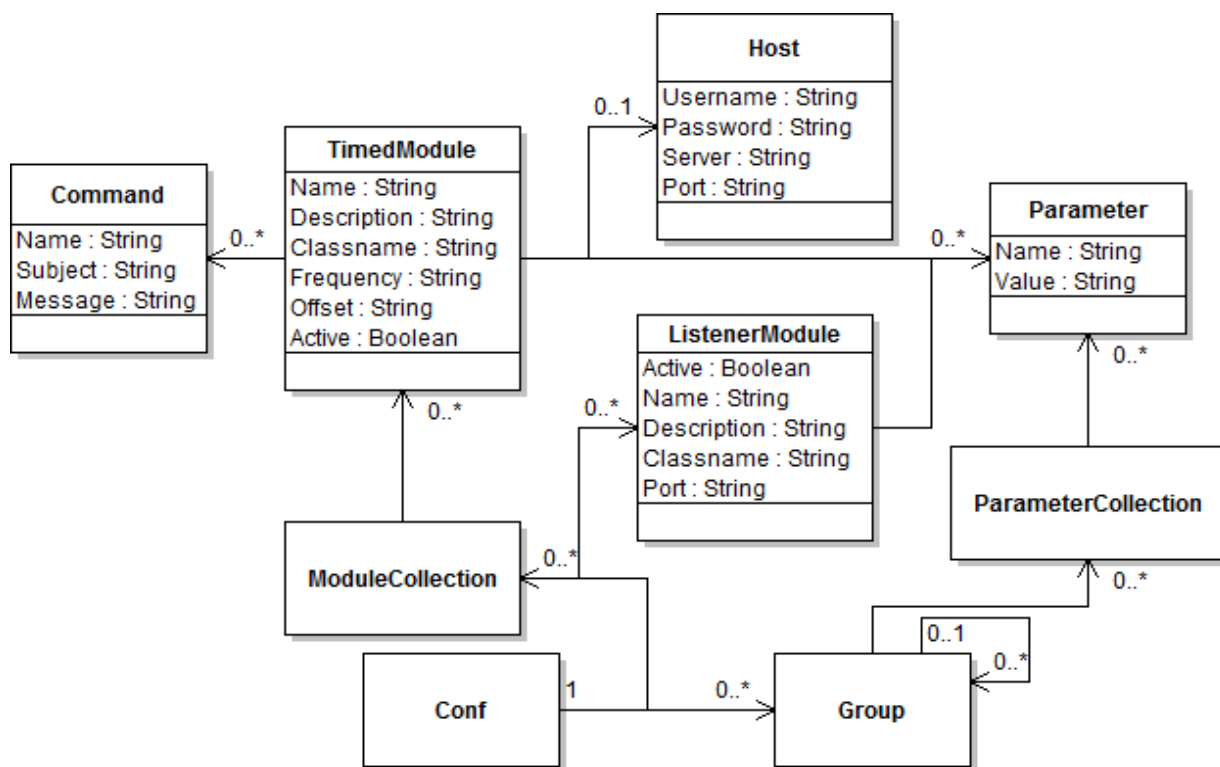 Host
Username : String
Password : String
Server : String
Port : String
0..1
TimedModule
Name : String
Description : String
Classname : String
Frequency : String
Offset : String
Active : Boolean
Command
Name : String
Subject : String
Message : String
0..*
Parameter
Name : String
Value : String
0..*
ListenerModule
Active : Boolean
Name : String
Description : String
Classname : String
Port : String
0..*
0..*
0..*
ParameterCollection
ModuleCollection
0..*
0..*
0..1
0..*
Conf
1
0..*
Group